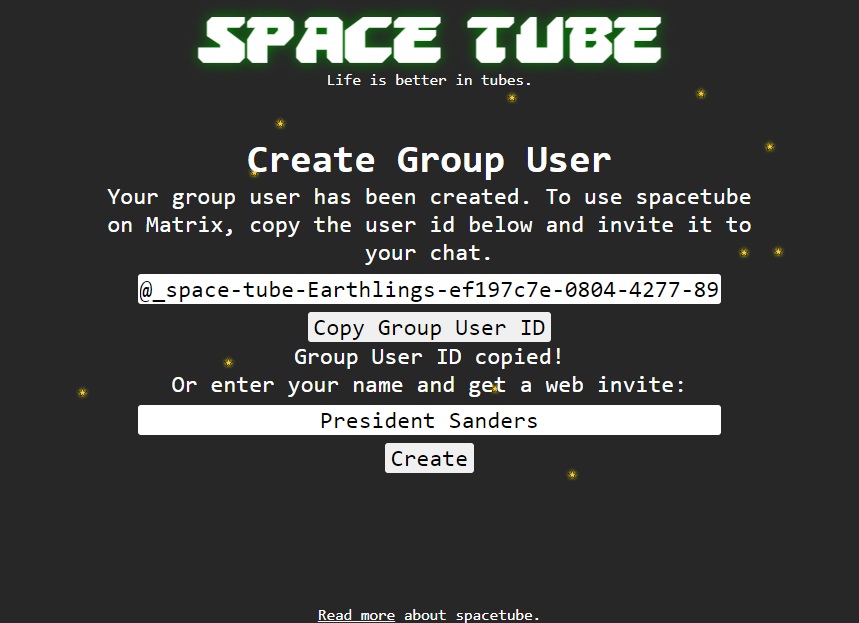 SPACE TUBE
Life is better in tubes.
Create Group User
Your group user has been created. To use spacetube
on Matrix, copy the user id below and invite it to
your chat.
@_space-tube-Earthlings-ef197c7e-0804-4277-89
Copy Group User ID
Group User ID copied!
Or enter your name and get a web invite:
President Sanders
Create
Read more about spacetube.